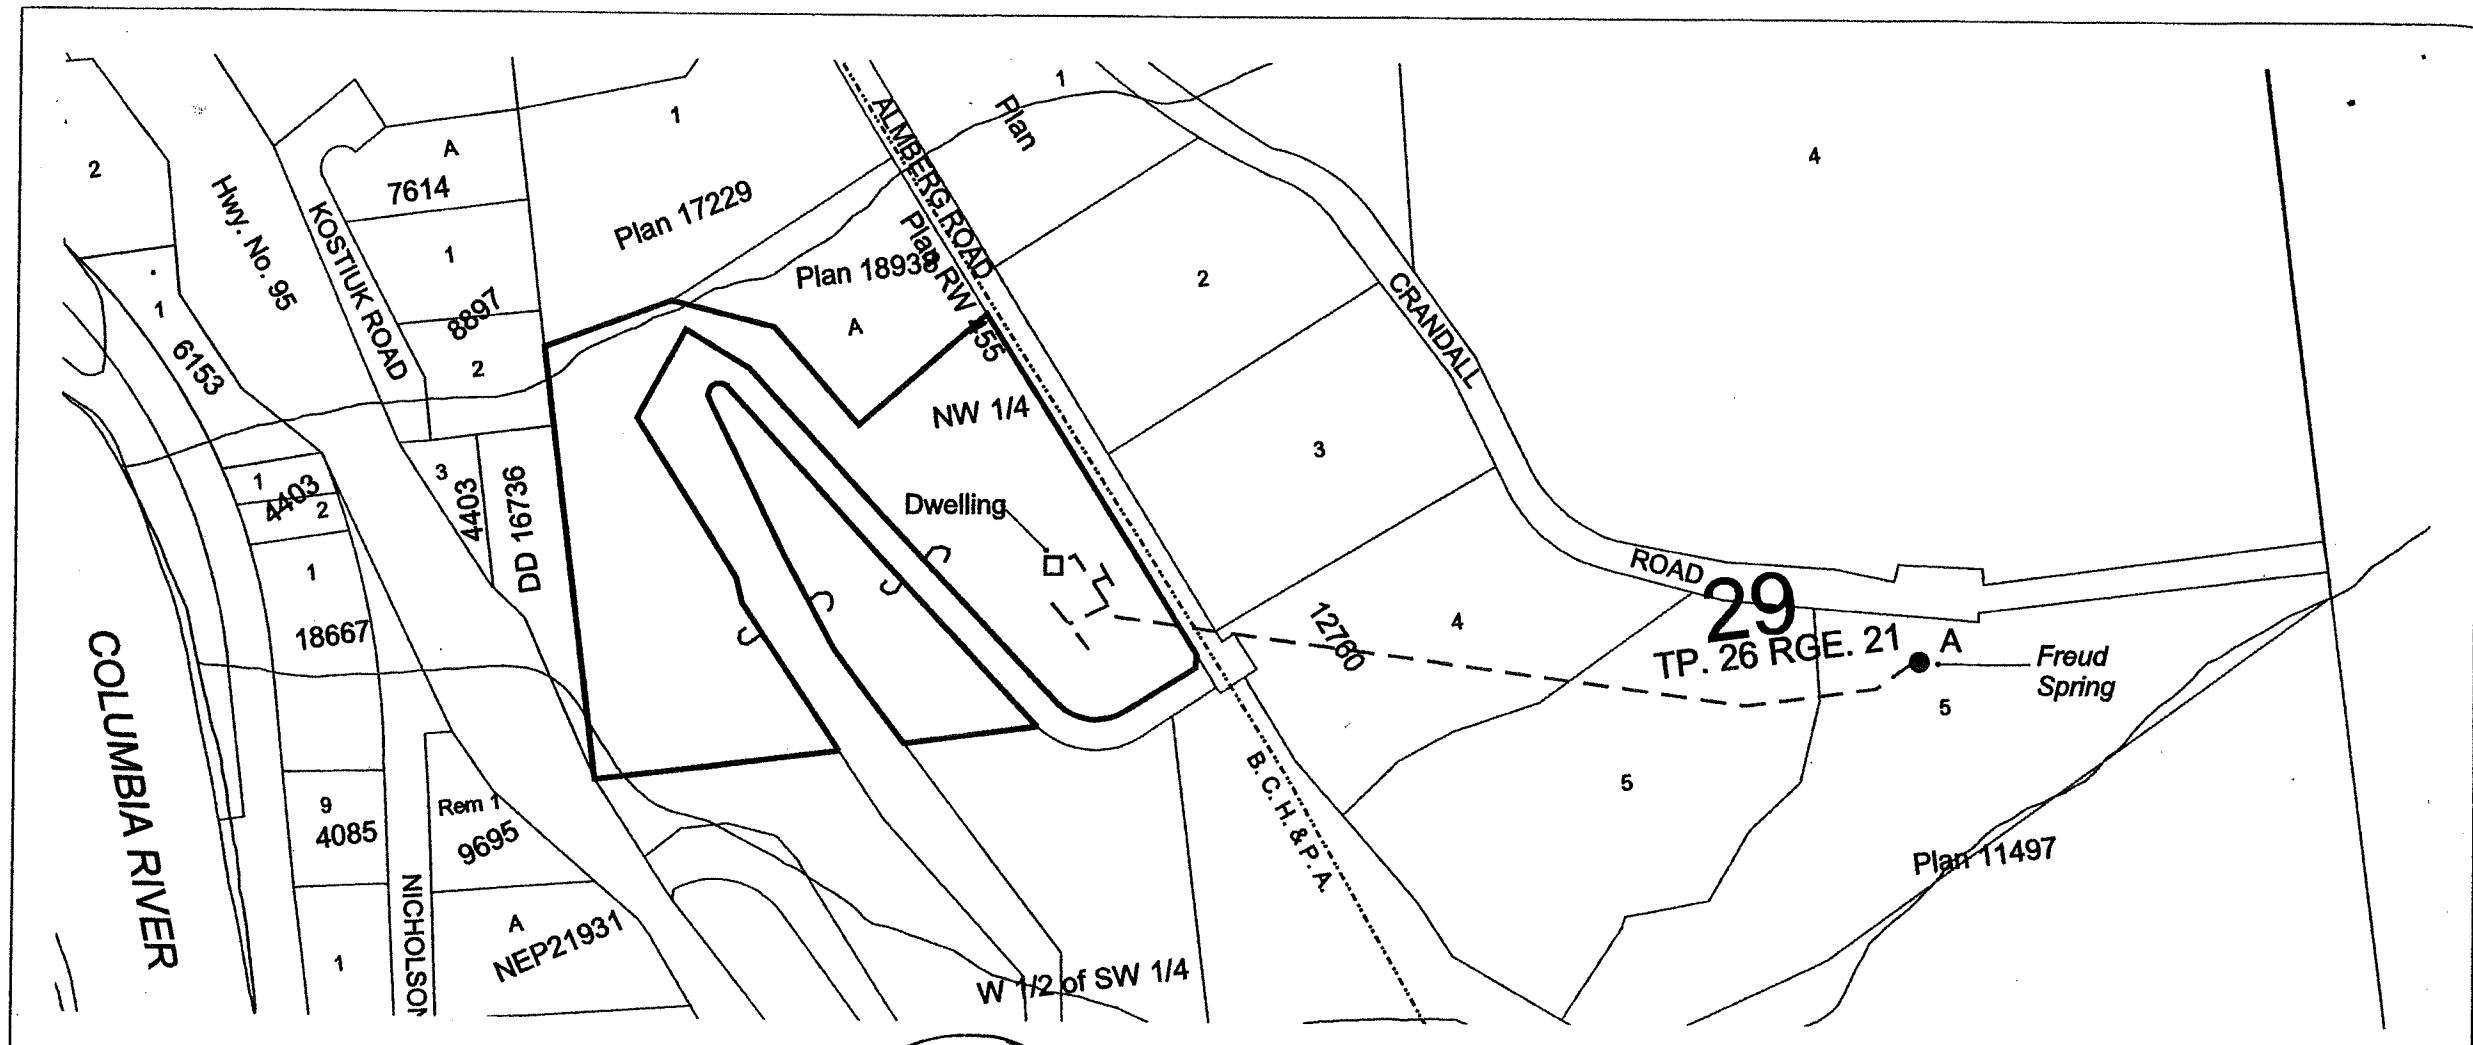 1
1
4
2
A
7614
Plan
ALMBERG ROAD
Hwy. No. 95
KOSTIUK ROAD
Plan 17229
1
Plan 18938
Plan RW 455
2
CRANDALL
1
8897
A
6153
2
NW 1/4
3
3
4403
DD 16736
1
4403
2
Dwelling
1
ROAD
29
18667
12760
4
TP. 26 RGE. 21
A
Freud
Spring
5
COLUMBIA RIVER
B. C. H. & P. A.
5
9
4085
Rem 1
9695
Plan 11497
NICHOLSON
A
NEP21931
1
W 1/2 of SW 1/4